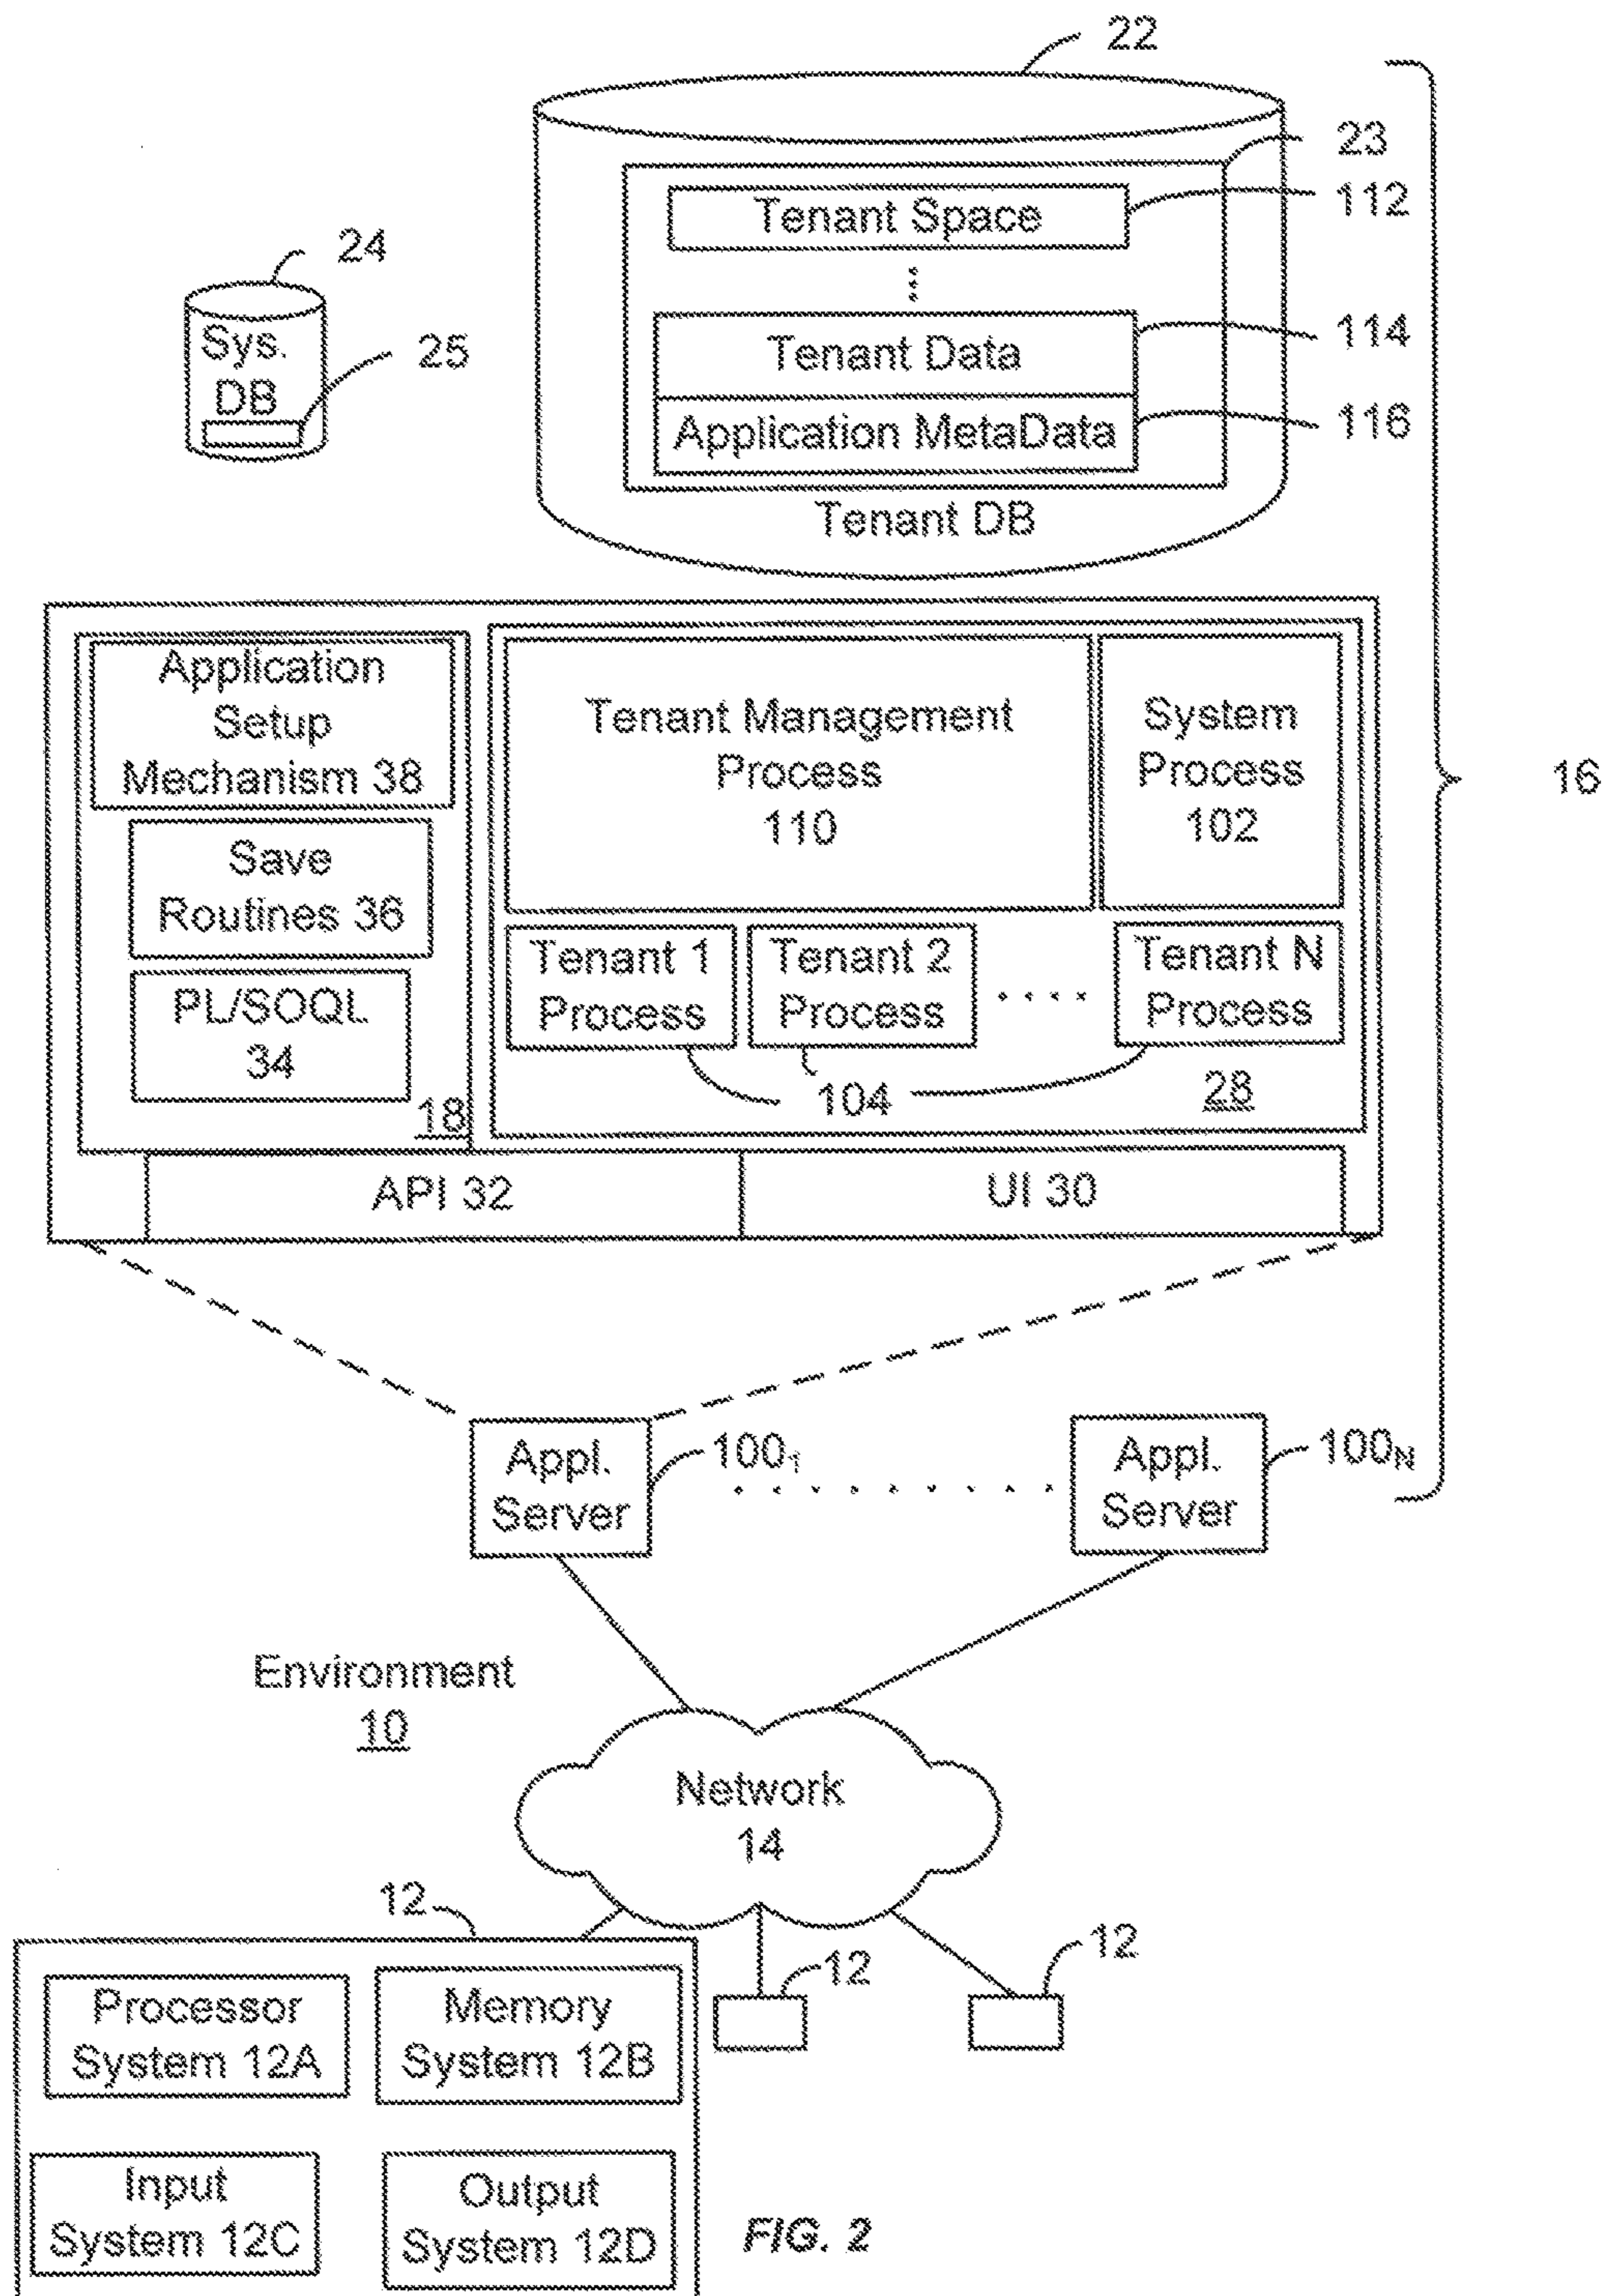 22
23
Tenant Space
112
24
Tenant Data
114
Sys.
DB
25
Application MetaData
116
Tenant DB
Application
Setup
Mechanism 38
Tenant Management
Process
110
System
Process
102
16
Save
Routines 36
Tenant 1
Process
Tenant 2
Process
Tenant N
Process
PL/SOQL
34
18
104
28
API 32
UI 30
Appl.
Server
100₁
Appl.
Server
100ₙ
Environment
10
Network
14
12
12
12
Processor
System 12A
Memory
System 12B
Input
System 12C
Output
System 12D
FIG. 2